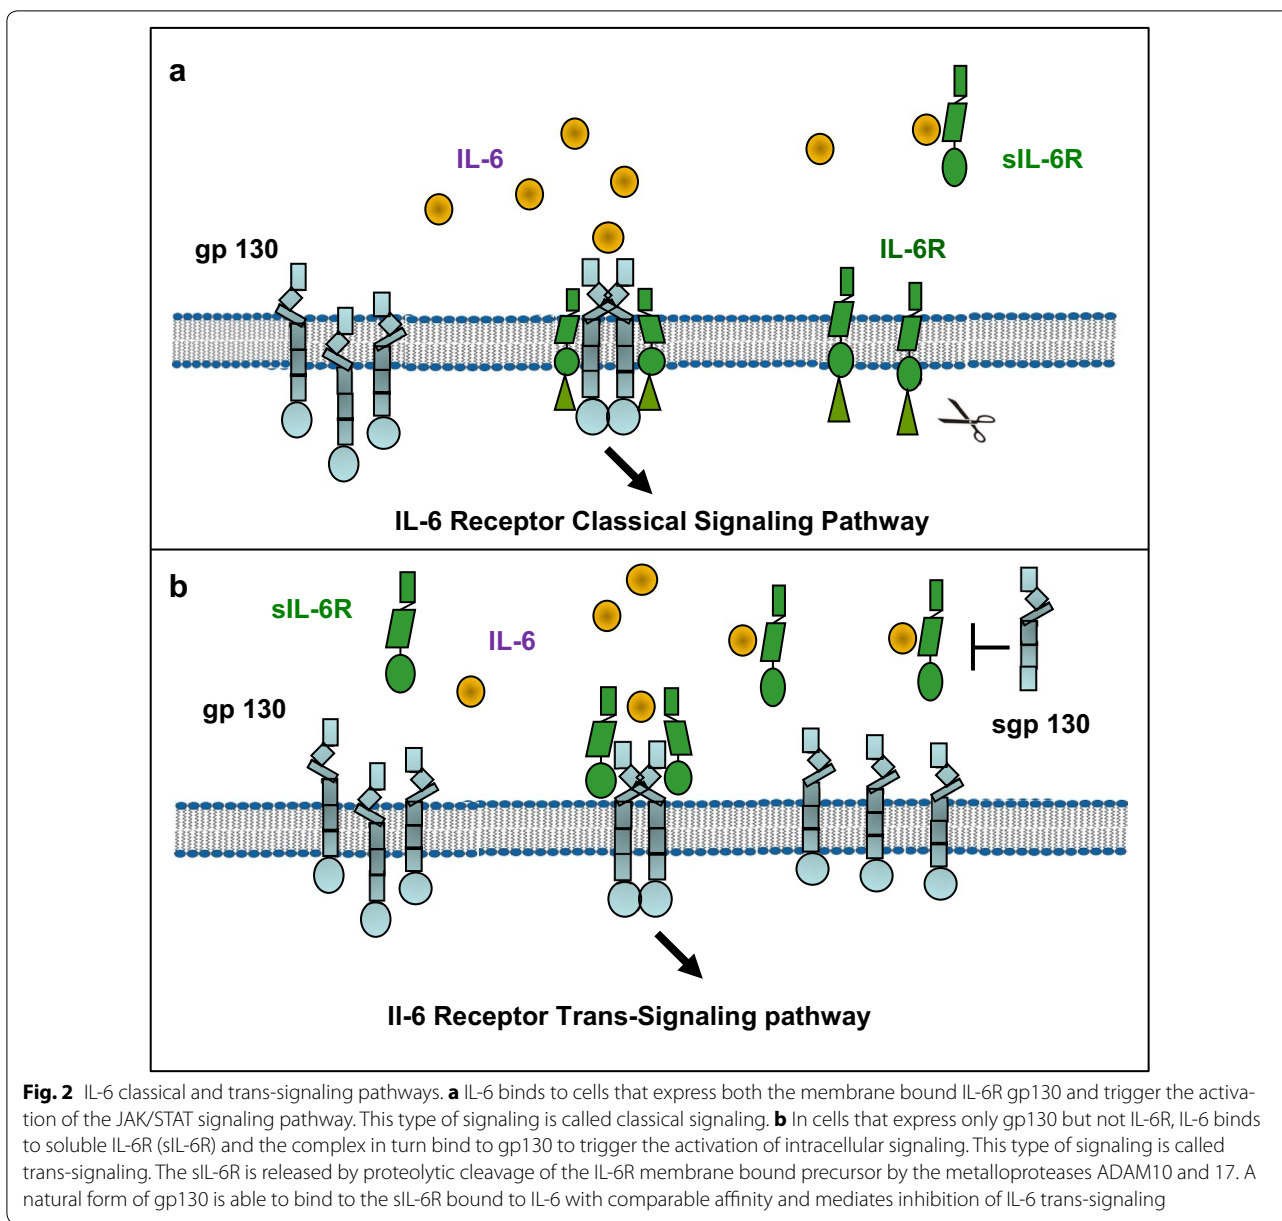 a
IL-6
sIL-6R
gp 130
IL-6R
IL-6 Receptor Classical Signaling Pathway
b
sIL-6R
IL-6
gp 130
sgp 130
Il-6 Receptor Trans-Signaling pathway
Fig. 2 IL-6 classical and trans-signaling pathways. a IL-6 binds to cells that express both the membrane bound IL-6R gp130 and trigger the activa-
tion of the JAK/STAT signaling pathway. This type of signaling is called classical signaling. b In cells that express only gp130 but not IL-6R, IL-6 binds
to soluble IL-6R (sIL-6R) and the complex in turn bind to gp130 to trigger the activation of intracellular signaling. This type of signaling is called
trans-signaling. The sIL-6R is released by proteolytic cleavage of the IL-6R membrane bound precursor by the metalloproteases ADAM10 and 17. A
natural form of gp130 is able to bind to the sIL-6R bound to IL-6 with comparable affinity and mediates inhibition of IL-6 trans-signaling